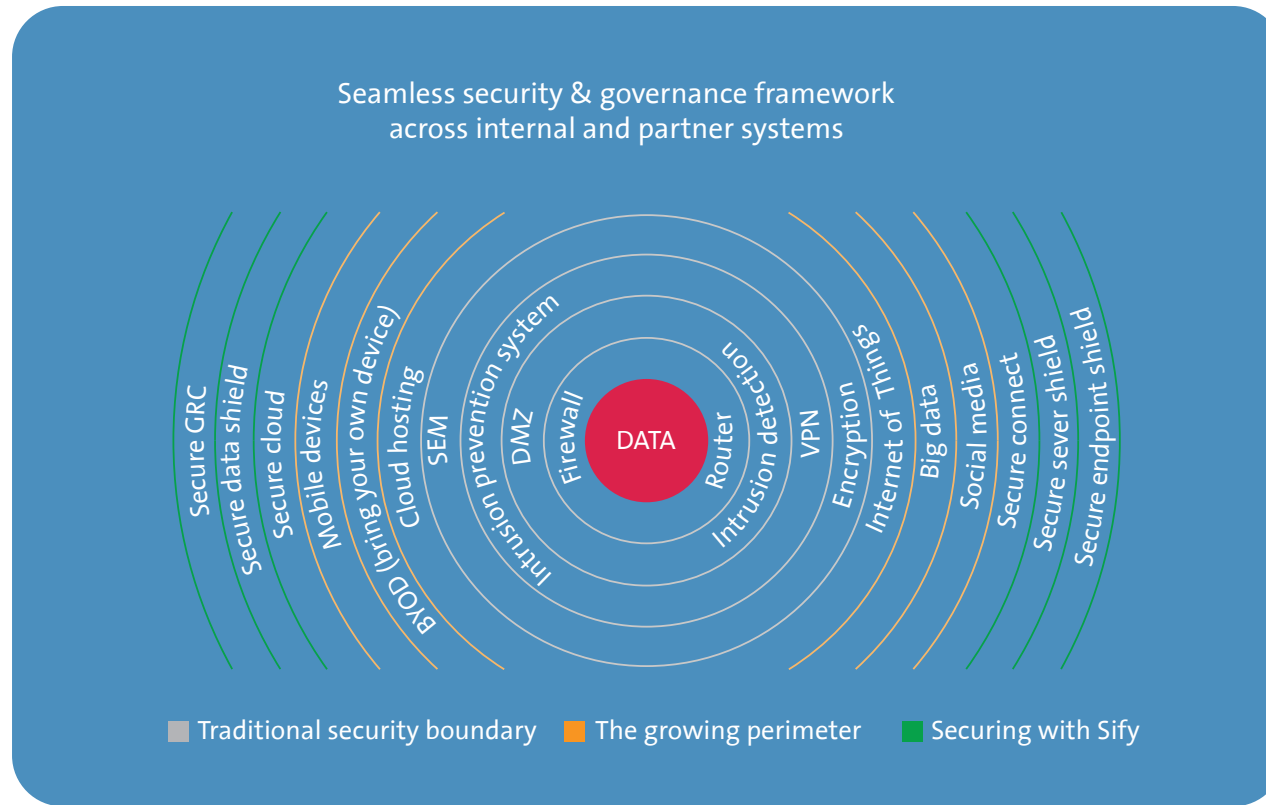 Seamless security & governance framework
across internal and partner systems
Secure GRC
Secure data shield
Secure cloud
Mobile devices
BYOD (bring your own device)
Cloud hosting
SEM
Intrusion prevention system
DMZ
Firewall
DATA
Router
Intrusion detection
VPN
Encryption
Internet of Things
Big data
Social media
Secure connect
Secure sever shield
Secure endpoint shield
Traditional security boundary
The growing perimeter
Securing with Sify